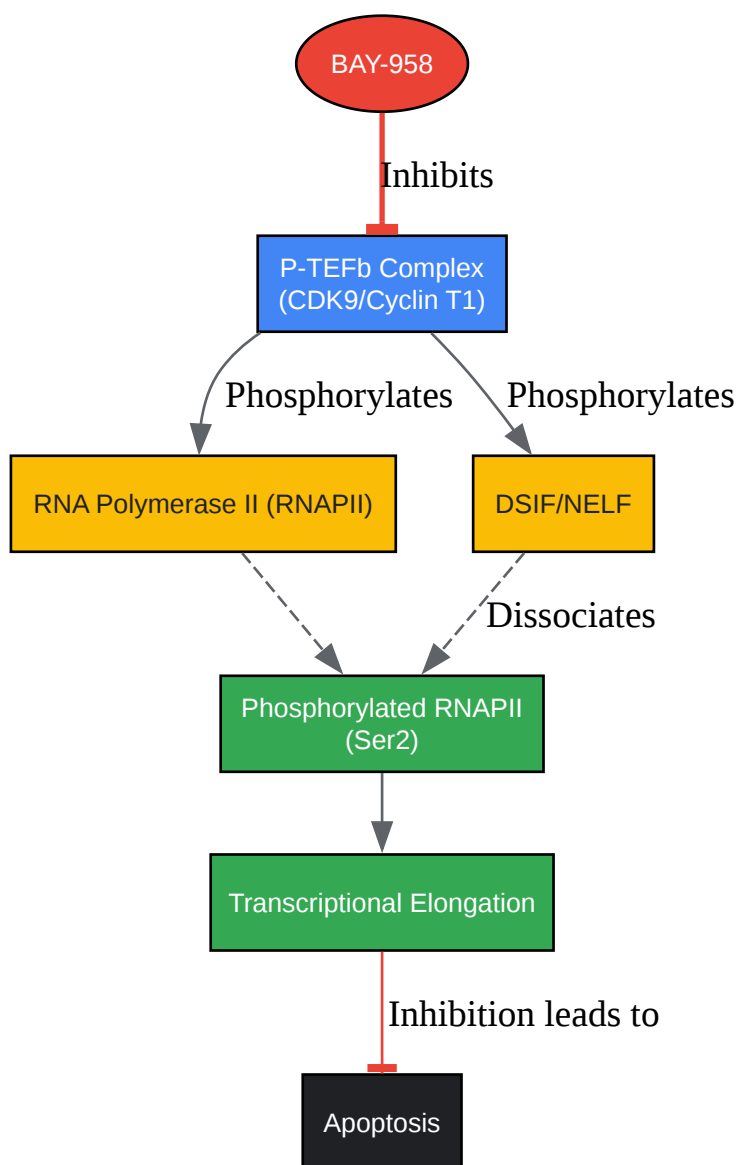 BAY-958
Inhibits
P-TEFb Complex
(CDK9/Cyclin T1)
Phosphorylates
Phosphorylates
RNA Polymerase II (RNAPII)
DSIF/NELF
Dissociates
Phosphorylated RNAPII
(Ser2)
Transcriptional Elongation
Inhibition leads to
Apoptosis